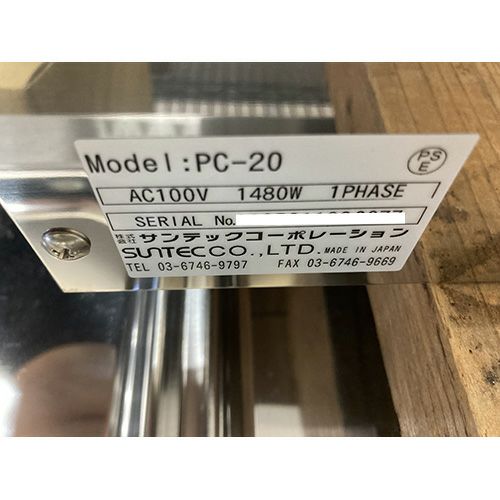 Model:PC-20
PSE
AC100V 1480W 1PHASE
SERIAL No.
株式会社 サンテックコーポレーション
SUNTEC CO.,LTD. MADE IN JAPAN
TEL 03-6746-9797 FAX 03-6746-9669